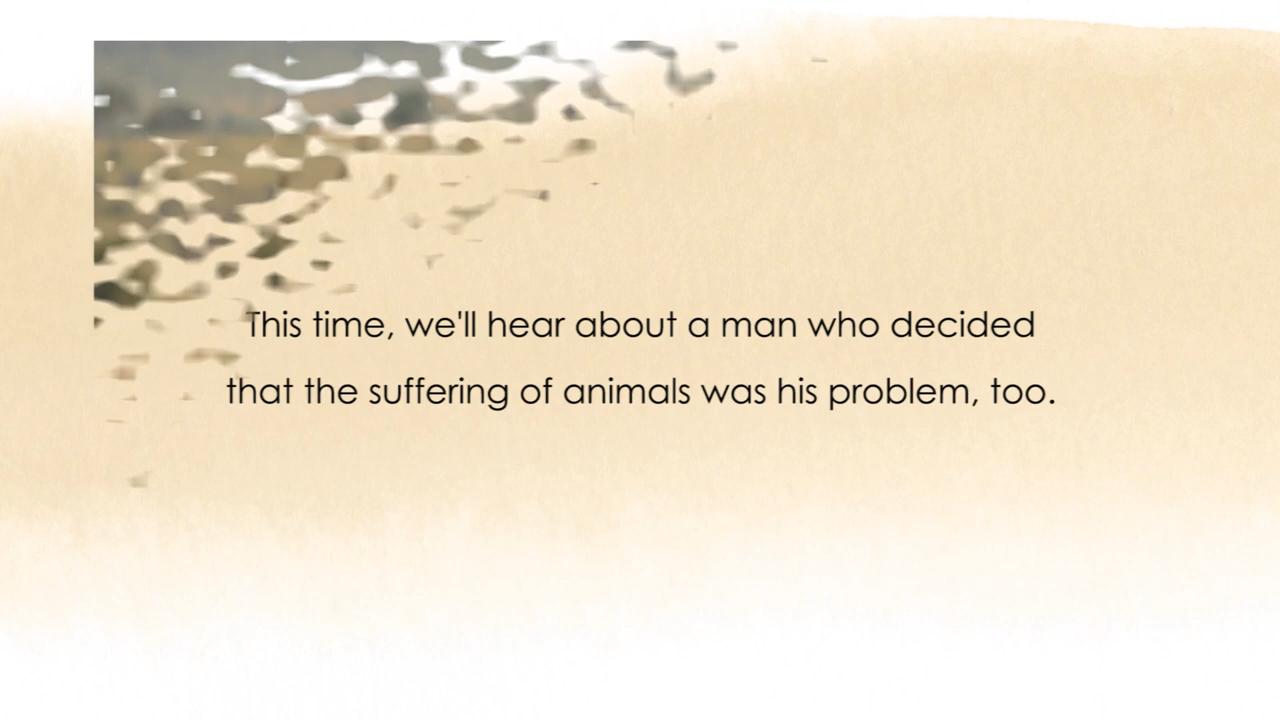 This time, we'll hear about a man who decided
that the suffering of animals was his problem, too.